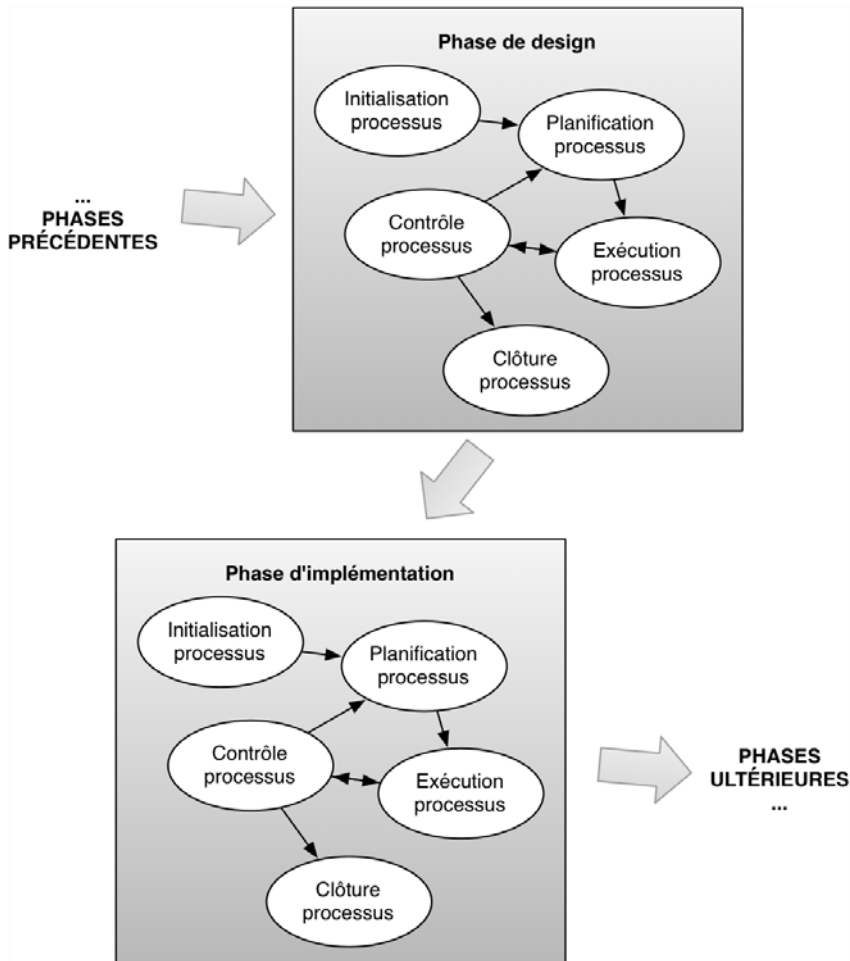 Phase de design
Initialisation
processus
Planification
processus
...
PHASES
PRÉCÉDENTES
Contrôle
processus
Exécution
processus
Clôture
processus
Phase d'implémentation
Initialisation
processus
Planification
processus
Contrôle
processus
Exécution
processus
PHASES
ULTÉRIEURES
...
Clôture
processus